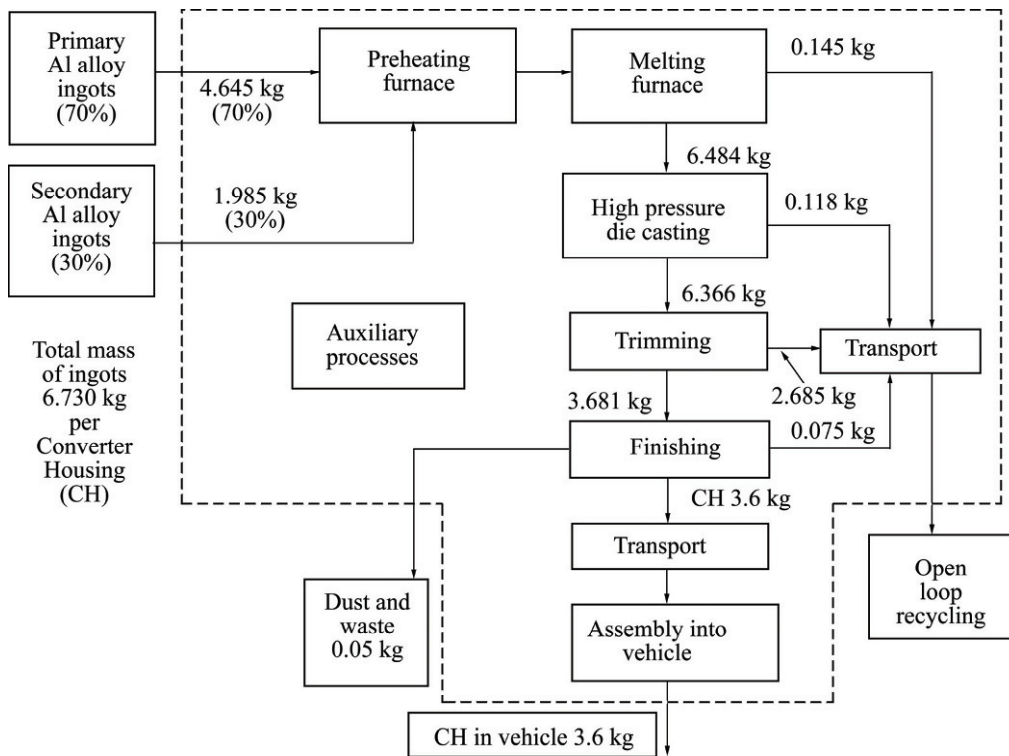 Primary
Al alloy
ingots
(70%)
4.645 kg
(70%)
Preheating
furnace
Melting
furnace
0.145 kg
Secondary
Al alloy
ingots
(30%)
1.985 kg
(30%)
6.484 kg
High pressure
die casting
0.118 kg
6.366 kg
Total mass
of ingots
6.730 kg
per
Converter
Housing
(CH)
Auxiliary
processes
Trimming
Transport
2.685 kg
3.681 kg
Finishing
0.075 kg
CH 3.6 kg
Transport
Dust and
waste
0.05 kg
Assembly into
vehicle
Open
loop
recycling
CH in vehicle 3.6 kg